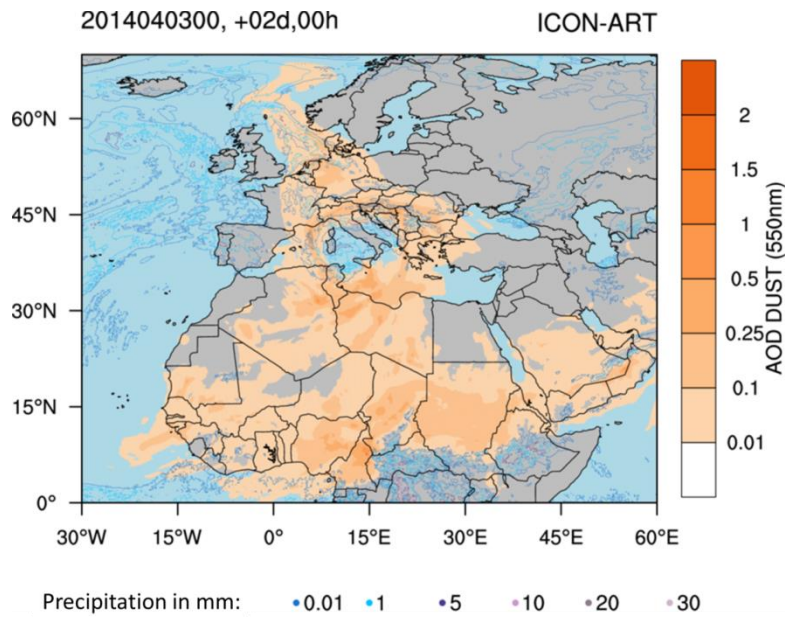 2014040300, +02d,00h ICON-ART
60°N
45°N
30°N
15°N
0°
30°W 15°W 0° 15°E 30°E 45°E 60°E
2
1.5
1
0.5
0.25
0.1
0.01
AOD DUST (550nm)
Precipitation in mm: 0.01 1 5 10 20 30